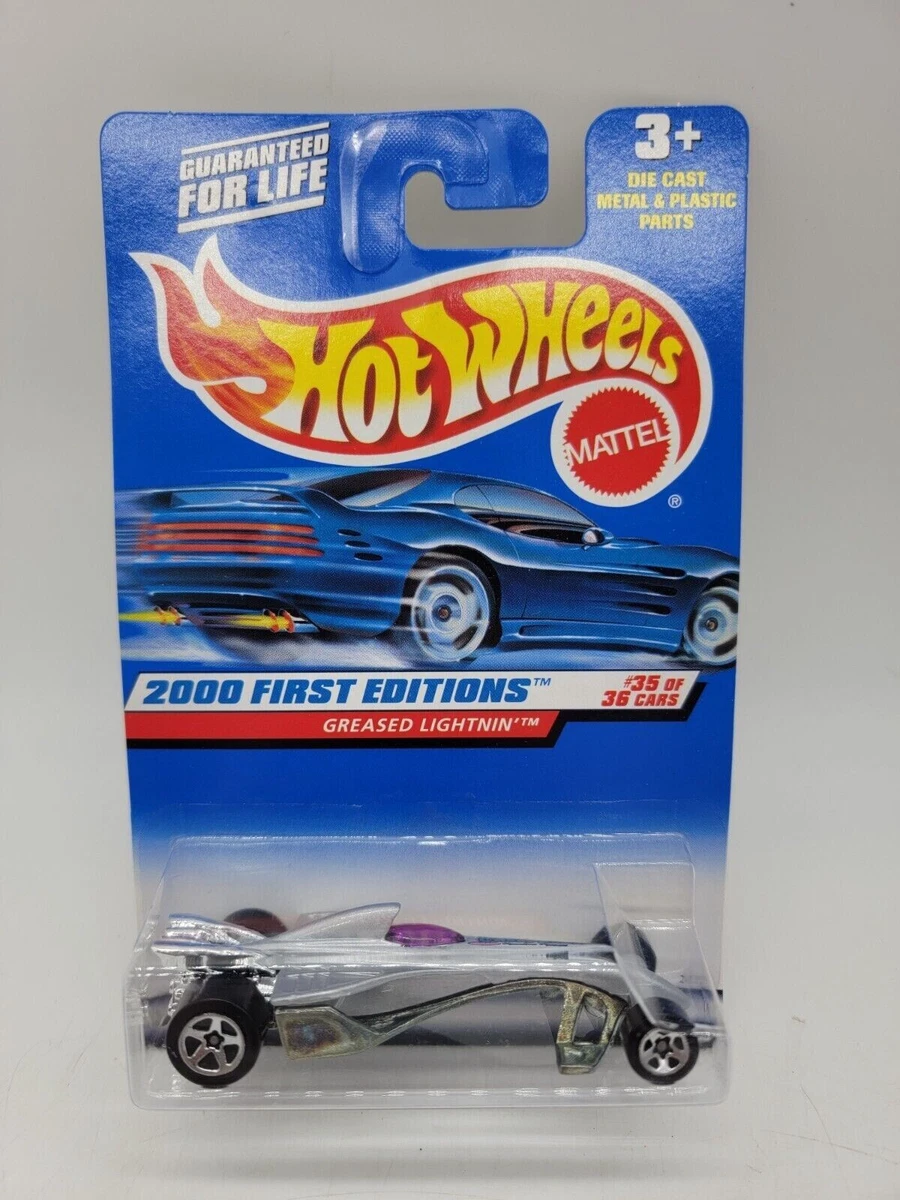 GUARANTEED
FOR LIFE
3+
DIE CAST
METAL & PLASTIC
PARTS
HOT WHEELS
MATTEL
®
2000 FIRST EDITIONS™
#35 OF
36 CARS
GREASED LIGHTNIN'™